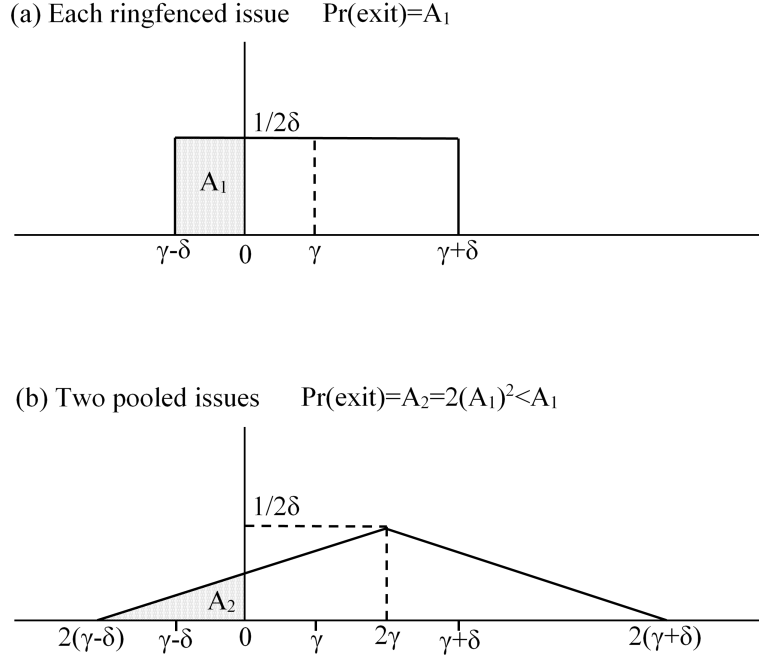 (a) Each ringfenced issue Pr(exit)=A₁
1/2δ
A₁
γ-δ 0 γ γ+δ
(b) Two pooled issues Pr(exit)=A₂=2(A₁)²<A₁
1/2δ
A₂
2(γ-δ) γ-δ 0 γ 2γ γ+δ 2(γ+δ)